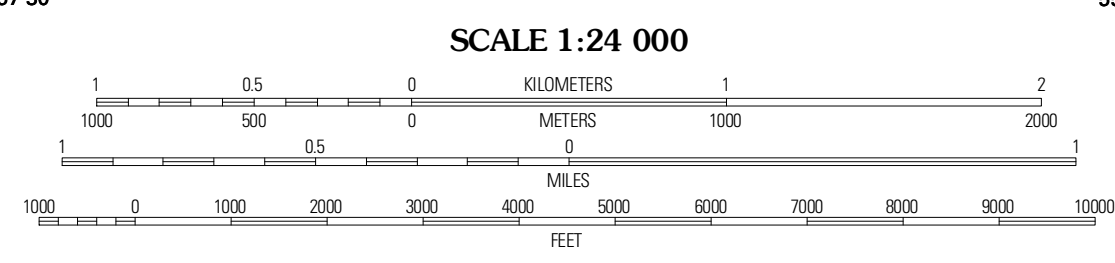 SCALE 1:24 000
1 0.5 0 KILOMETERS 1 2
1000 500 0 METERS 1000 2000
1 0.5 0 1
MILES
1000 0 1000 2000 3000 4000 5000 6000 7000 8000 9000 10000
FEET